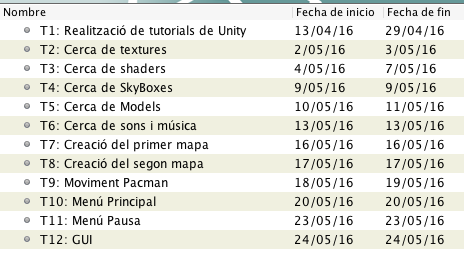 Nombre Fecha de inicio Fecha de fin
T1: Realització de tutorials de Unity 13/04/16 29/04/16
T2: Cerca de textures 2/05/16 3/05/16
T3: Cerca de shaders 4/05/16 7/05/16
T4: Cerca de SkyBoxes 9/05/16 9/05/16
T5: Cerca de Models 10/05/16 11/05/16
T6: Cerca de sons i música 13/05/16 13/05/16
T7: Creació del primer mapa 16/05/16 16/05/16
T8: Creació del segon mapa 17/05/16 17/05/16
T9: Moviment Pacman 18/05/16 19/05/16
T10: Menú Principal 20/05/16 20/05/16
T11: Menú Pausa 23/05/16 23/05/16
T12: GUI 24/05/16 24/05/16